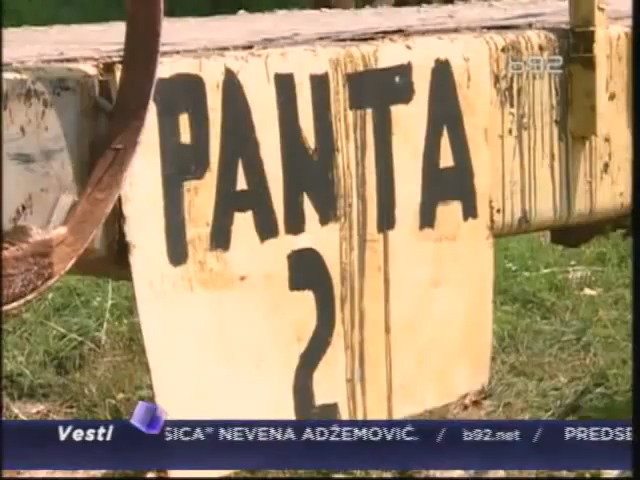 b92
PANTA
2
Vesti
SICA" NEVENA ADŽEMOVIĆ. / b92.net / PREDSE